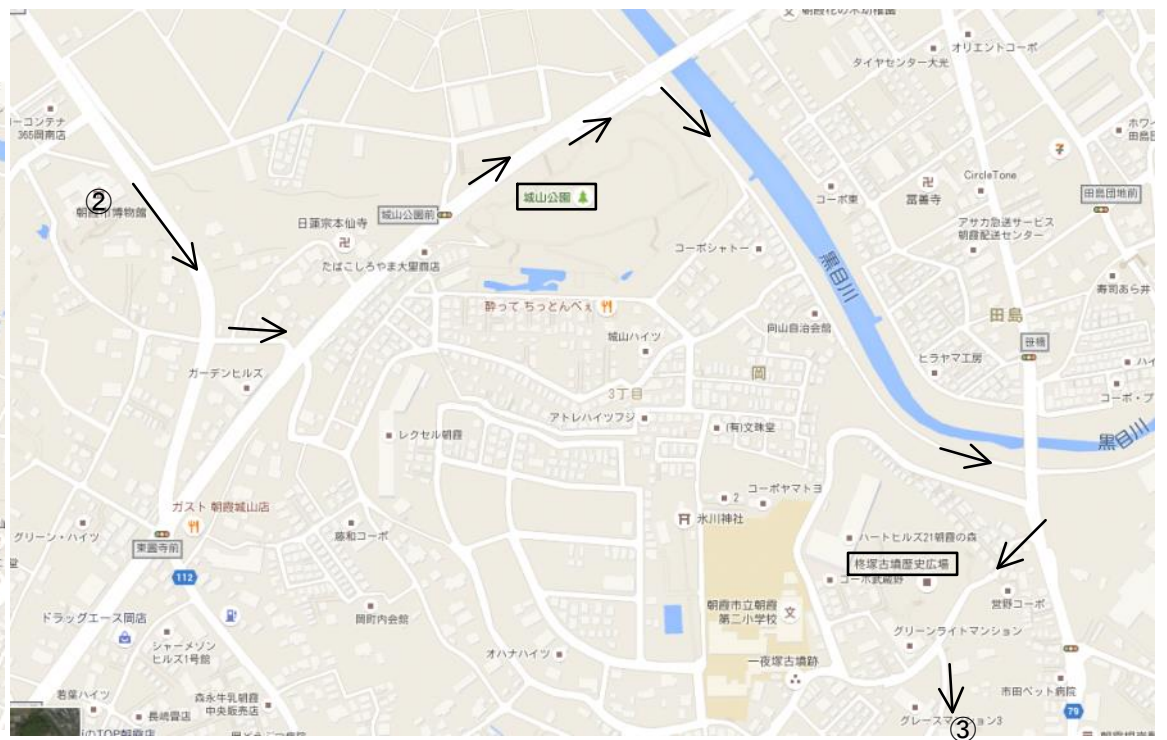 オリエントコーポ
タイヤセンター大光
ーコンテナ
365岡南店
ホワイ
田島団
②
朝霞市博物館
城山公園前
城山公園
日蓮宗本仙寺
たばこしろやま大里商店
コーポ東
冨善寺
CircleTone
田島団地前
アサカ急送サービス
朝霞配送センター
コーポシャトー
黒目川
寿司あら井
酔って ちっとんべぇ
田島
城山ハイツ
向山自治会館
笹橋
ヒラヤマ工房
ハイ
ガーデンヒルズ
岡
3丁目
コーポ・プ
アトレハイツフジ
(有)文珠堂
レクセル朝霞
黒目川
コーポヤマトヨ
2
ガスト 朝霞城山店
氷川神社
グリーン・ハイツ
東圓寺前
藤和コーポ
ハートヒルズ21朝霞の森
柊塚古墳歴史広場
コーポ武蔵野
112
営野コーポ
ドラッグエース岡店
岡町内会館
朝霞市立朝霞
第二小学校
文
シャーメゾン
ヒルズ1号館
グリーンライトマンション
オハナハイツ
一夜塚古墳跡
若葉ハイツ
森永牛乳朝霞
中央販売店
市田ペット病院
79
長嶋畳店
グレースマンション3
③
のTOP朝霞店